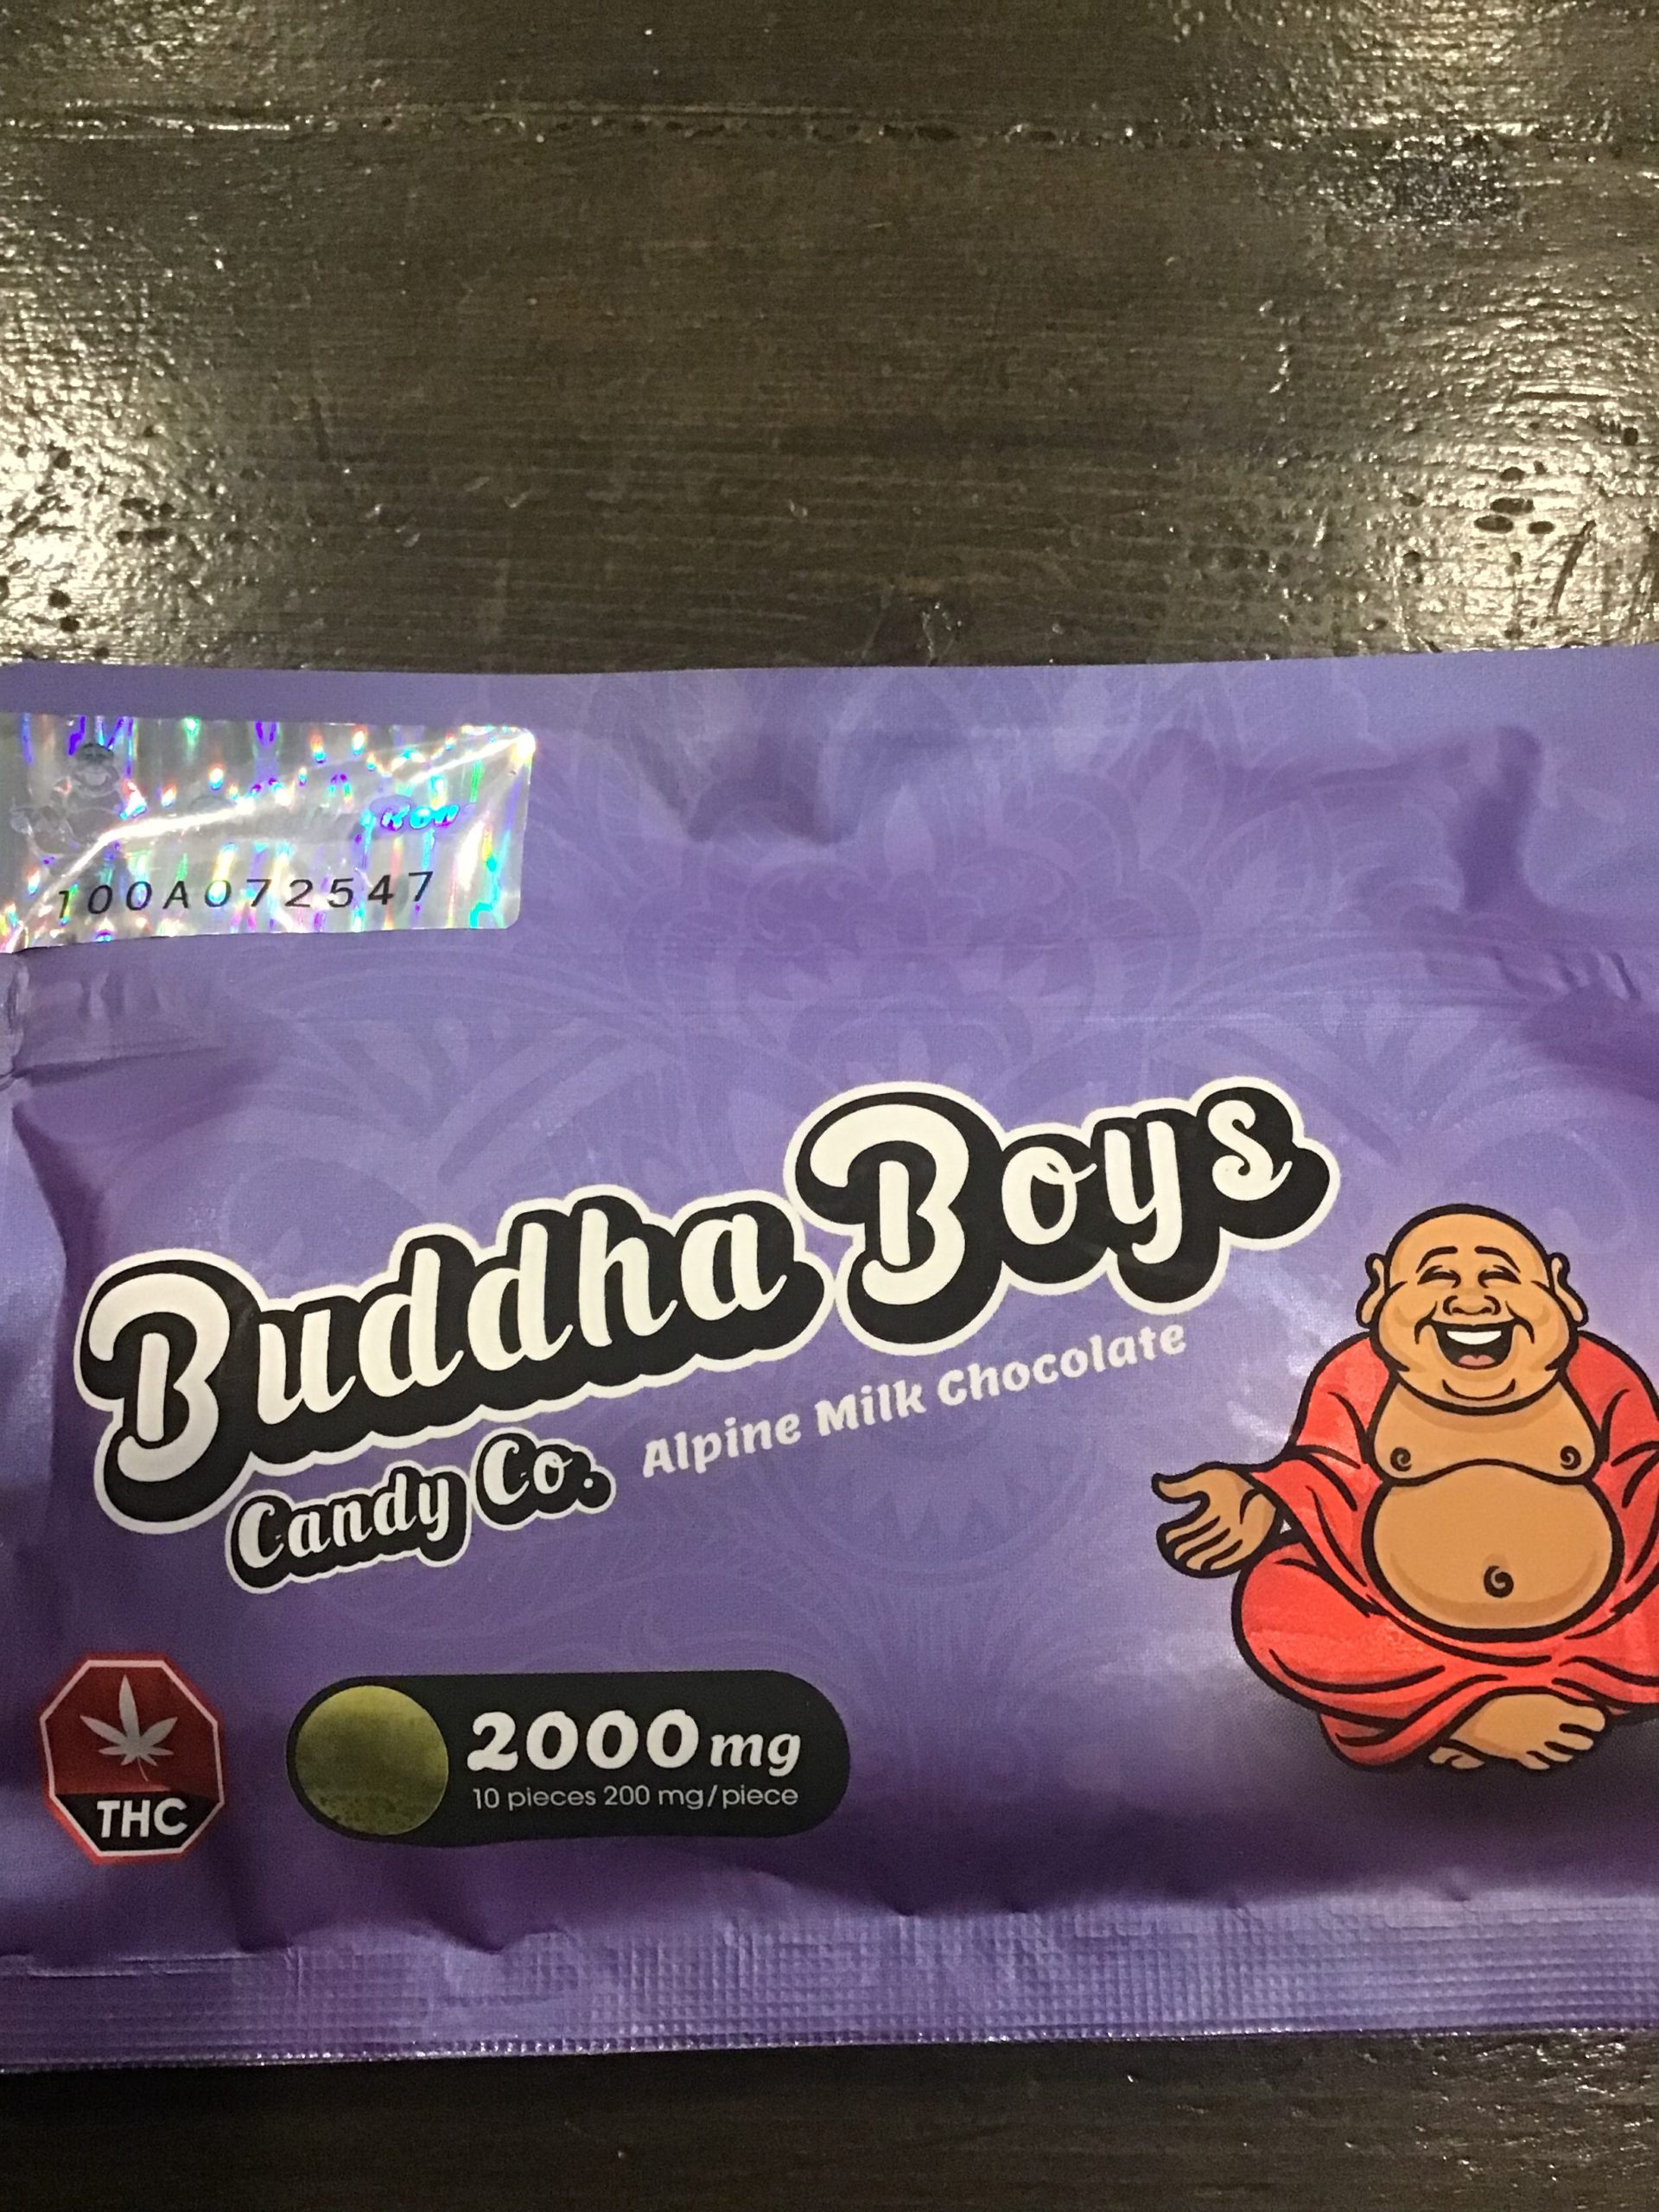 100A072547
Buddha Boys
Candy Co.
Alpine Milk Chocolate
THC
2000mg
10 pieces 200 mg/piece